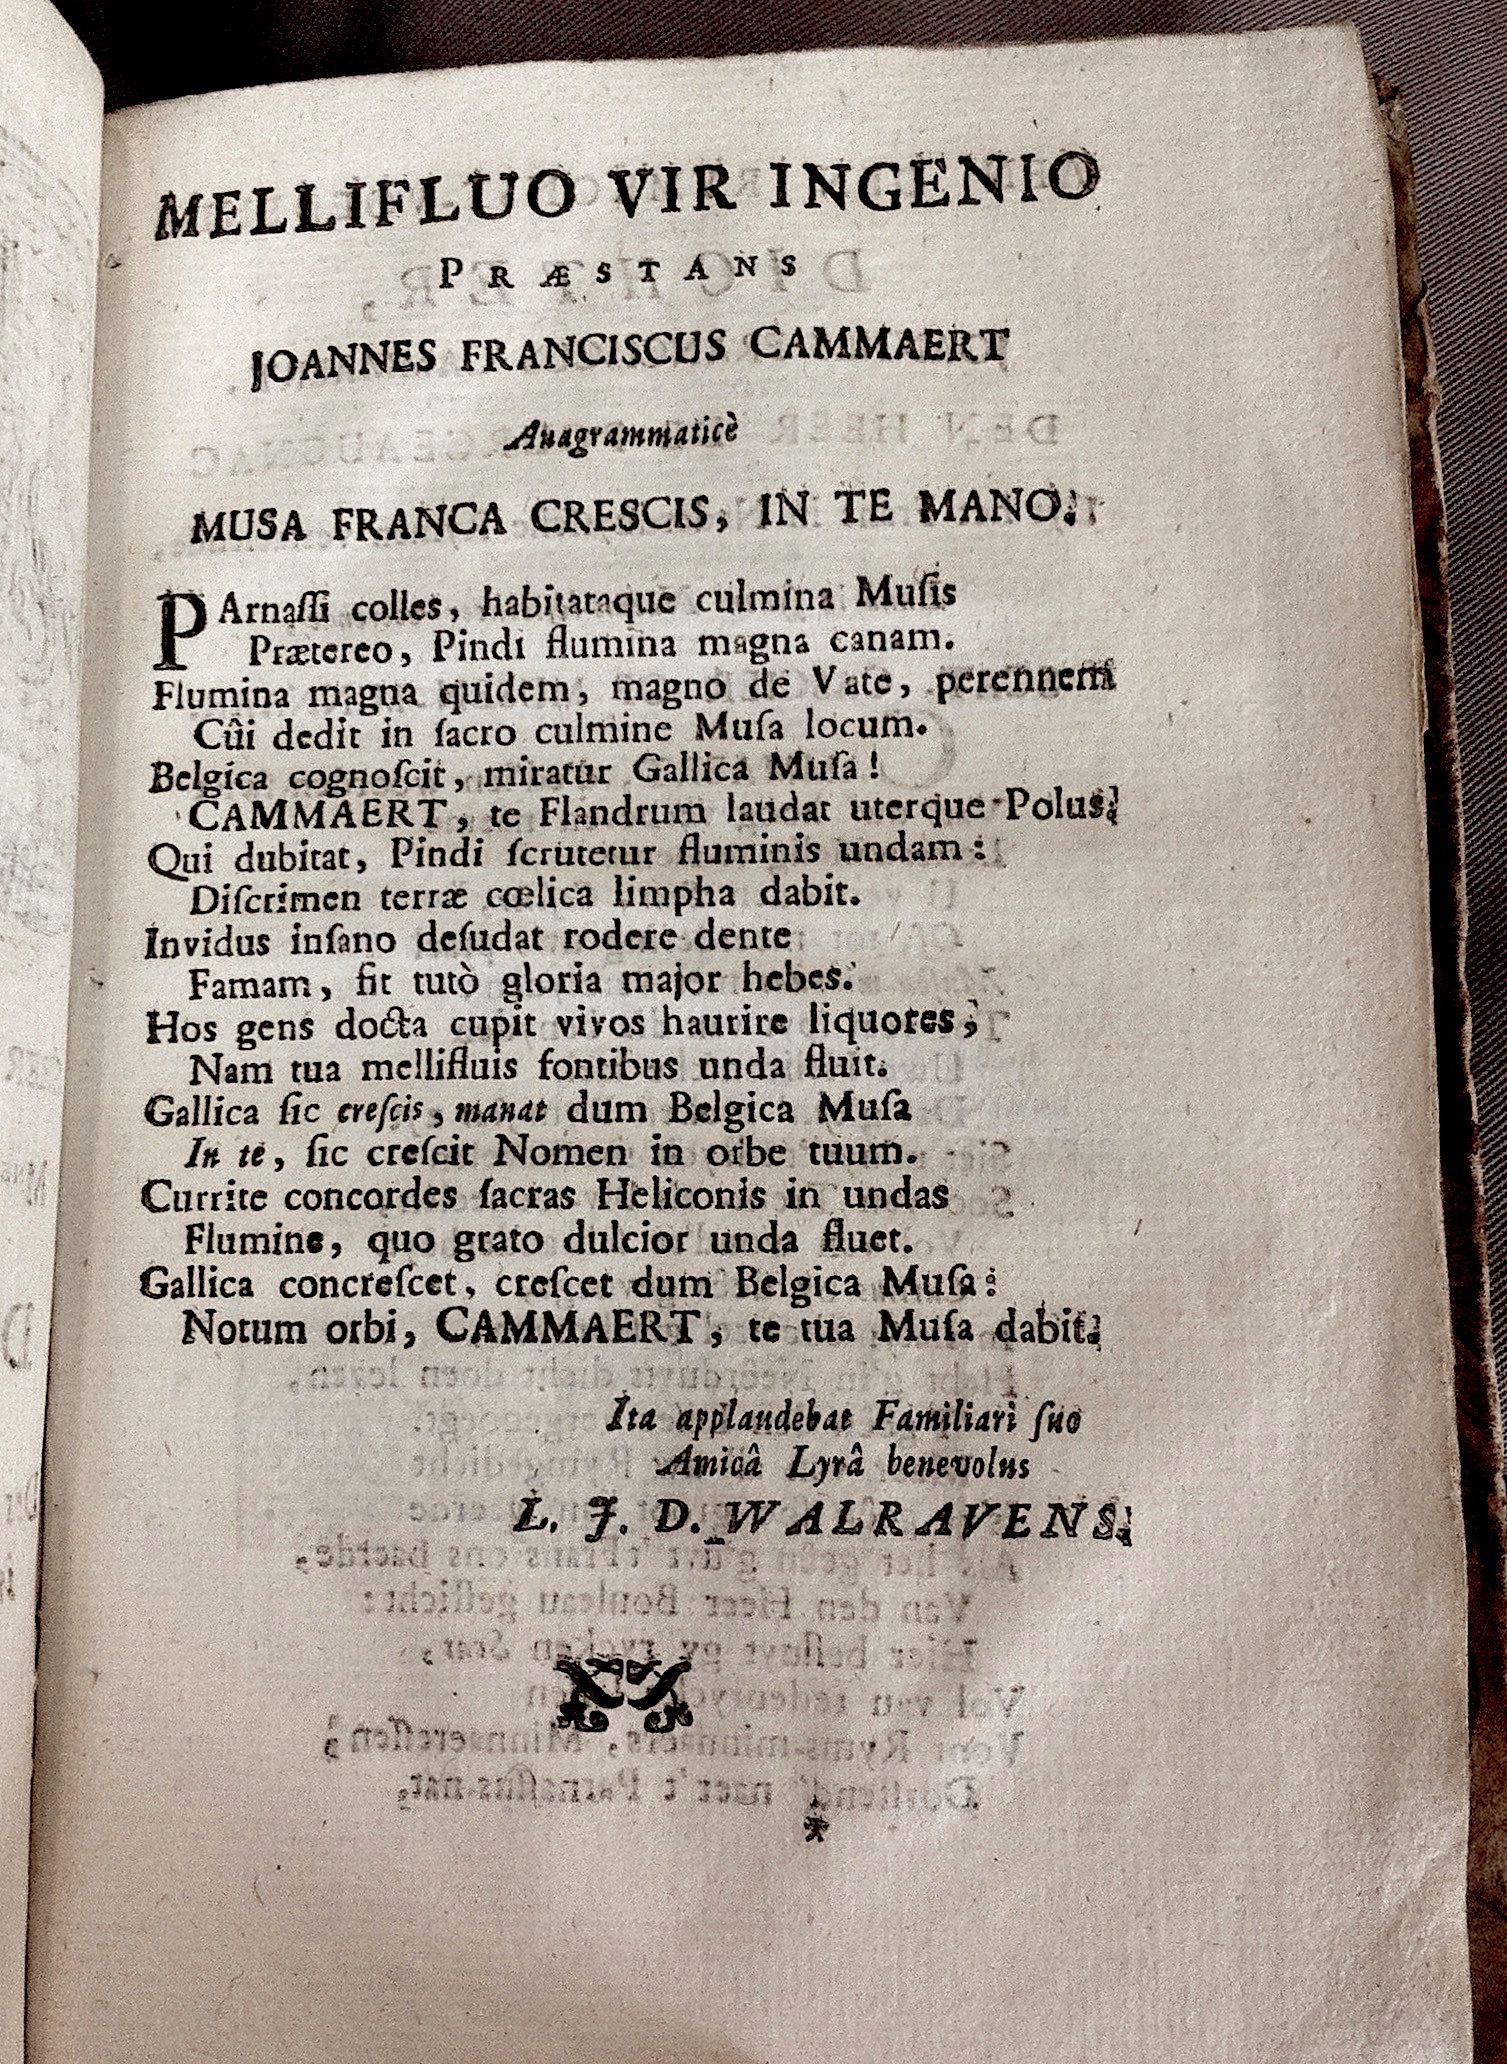 MELLIFLUO VIR INGENIO
PRÆSTANS
JOANNES FRANCISCUS CAMMAERT
Anagrammaticè
MUSA FRANCA CRESCIS, IN TE MANO.
PArnaſſi colles, habitataque culmina Muſis
Prætereo, Pindi flumina magna canam.
Flumina magna quidem, magno de Vate, perennem
Cûi dedit in ſacro culmine Muſa locum.
Belgica cognoſcit, miratur Gallica Muſa!
CAMMAERT, te Flandrum laudat uterque Polus.
Qui dubitat, Pindi ſcrutetur fluminis undam:
Diſcrimen terræ cœlica limpha dabit.
Invidus inſano deſudat rodere dente
Famam, fit tutò gloria major hebes.
Hos gens docta cupit vivos haurire liquores,
Nam tua mellifluis fontibus unda fluit.
Gallica ſic creſcis, manat dum Belgica Muſa
In te, ſic creſcit Nomen in orbe tuum.
Currite concordes ſacras Heliconis in undas
Flumine, quo grato dulcior unda fluet.
Gallica concreſcet, creſcet dum Belgica Muſa:
Notum orbi, CAMMAERT, te tua Muſa dabit.
Ita applaudebat Familiari ſuo
Amicâ Lyrâ benevolus
L. J. D. WALRAVENS.
*